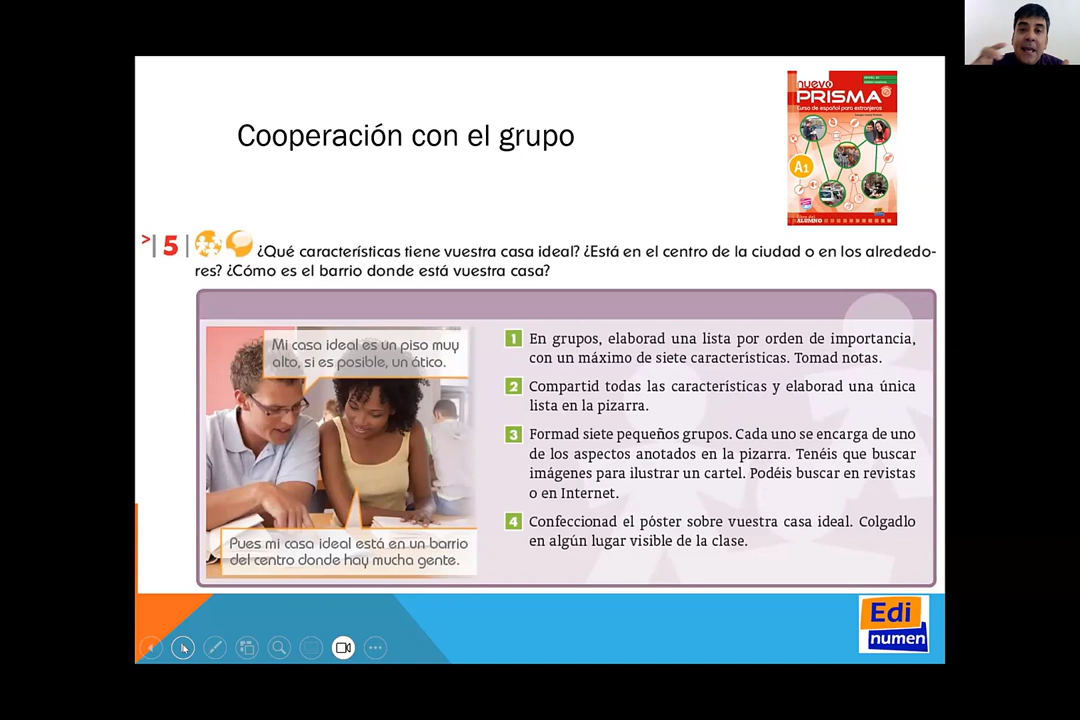 nuevo
PRISMA
Curso de español para extranjeros
A1
ALUMNO
Cooperación con el grupo
>| 5 | ¿Qué características tiene vuestra casa ideal? ¿Está en el centro de la ciudad o en los alrededo-
res? ¿Cómo es el barrio donde está vuestra casa?
Mi casa ideal es un piso muy
alto, si es posible, un ático.
Pues mi casa ideal está en un barrio
del centro donde hay mucha gente.
1 En grupos, elaborad una lista por orden de importancia,
con un máximo de siete características. Tomad notas.
2 Compartid todas las características y elaborad una única
lista en la pizarra.
3 Formad siete pequeños grupos. Cada uno se encarga de uno
de los aspectos anotados en la pizarra. Tenéis que buscar
imágenes para ilustrar un cartel. Podéis buscar en revistas
o en Internet.
4 Confeccionad el póster sobre vuestra casa ideal. Colgadlo
en algún lugar visible de la clase.
Edi
numen